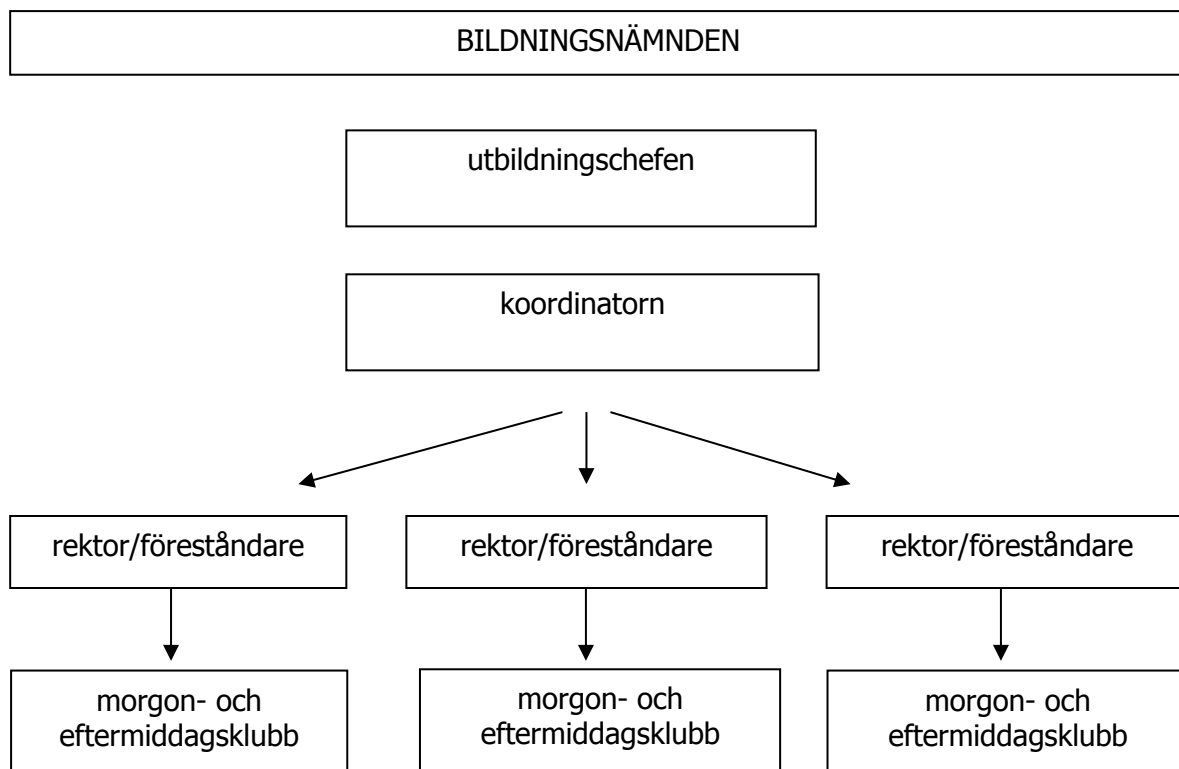 BILDNINGSNÄMNDEN
utbildningschefen
koordinatorn
rektor/föreståndare
rektor/föreståndare
rektor/föreståndare
morgon- och
eftermiddagsklubb
morgon- och
eftermiddagsklubb
morgon- och
eftermiddagsklubb